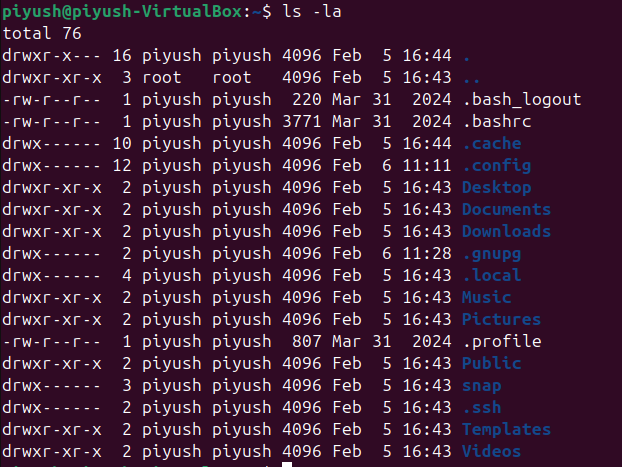 piyush@piyush-VirtualBox:~$ ls -la
total 76
drwxr-x--- 16 piyush piyush 4096 Feb  5 16:44 .
drwxr-xr-x  3 root   root   4096 Feb  5 16:43 ..
-rw-r--r--  1 piyush piyush  220 Mar 31  2024 .bash_logout
-rw-r--r--  1 piyush piyush 3771 Mar 31  2024 .bashrc
drwx------ 10 piyush piyush 4096 Feb  5 16:44 .cache
drwx------ 12 piyush piyush 4096 Feb  6 11:11 .config
drwxr-xr-x  2 piyush piyush 4096 Feb  5 16:43 Desktop
drwxr-xr-x  2 piyush piyush 4096 Feb  5 16:43 Documents
drwxr-xr-x  2 piyush piyush 4096 Feb  5 16:43 Downloads
drwx------  2 piyush piyush 4096 Feb  6 11:28 .gnupg
drwx------  4 piyush piyush 4096 Feb  5 16:43 .local
drwxr-xr-x  2 piyush piyush 4096 Feb  5 16:43 Music
drwxr-xr-x  2 piyush piyush 4096 Feb  5 16:43 Pictures
-rw-r--r--  1 piyush piyush  807 Mar 31  2024 .profile
drwxr-xr-x  2 piyush piyush 4096 Feb  5 16:43 Public
drwx------  3 piyush piyush 4096 Feb  5 16:43 snap
drwx------  2 piyush piyush 4096 Feb  5 16:43 .ssh
drwxr-xr-x  2 piyush piyush 4096 Feb  5 16:43 Templates
drwxr-xr-x  2 piyush piyush 4096 Feb  5 16:43 Videos